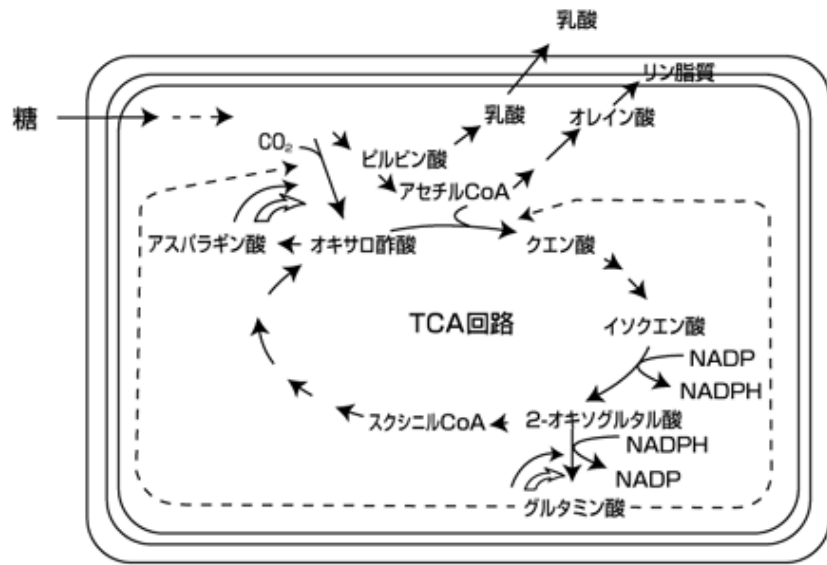 乳酸
リン脂質
糖
乳酸
オレイン酸
CO₂
ピルビン酸
アセチルCoA
アスパラギン酸
オキサロ酢酸
クエン酸
TCA回路
イソクエン酸
NADP
NADPH
スクシニルCoA
2-オキソグルタル酸
NADPH
NADP
グルタミン酸